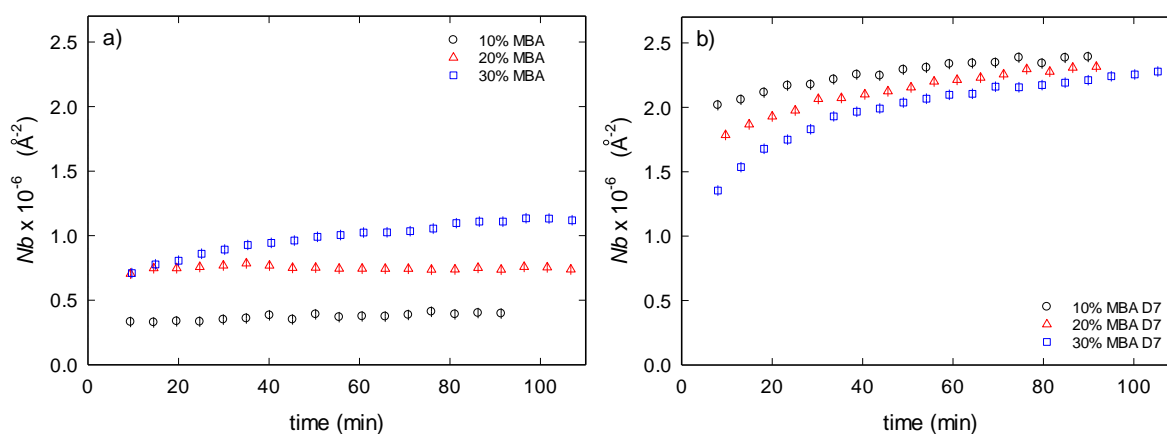 a)
10% MBA
20% MBA
30% MBA
2.5
2.0
1.5
1.0
0.5
0.0
Nb x 10⁻⁶ (Å⁻²)
0 20 40 60 80 100
time (min)
b)
10% MBA D7
20% MBA D7
30% MBA D7
2.5
2.0
1.5
1.0
0.5
0.0
Nb x 10⁻⁶ (Å⁻²)
0 20 40 60 80 100
time (min)